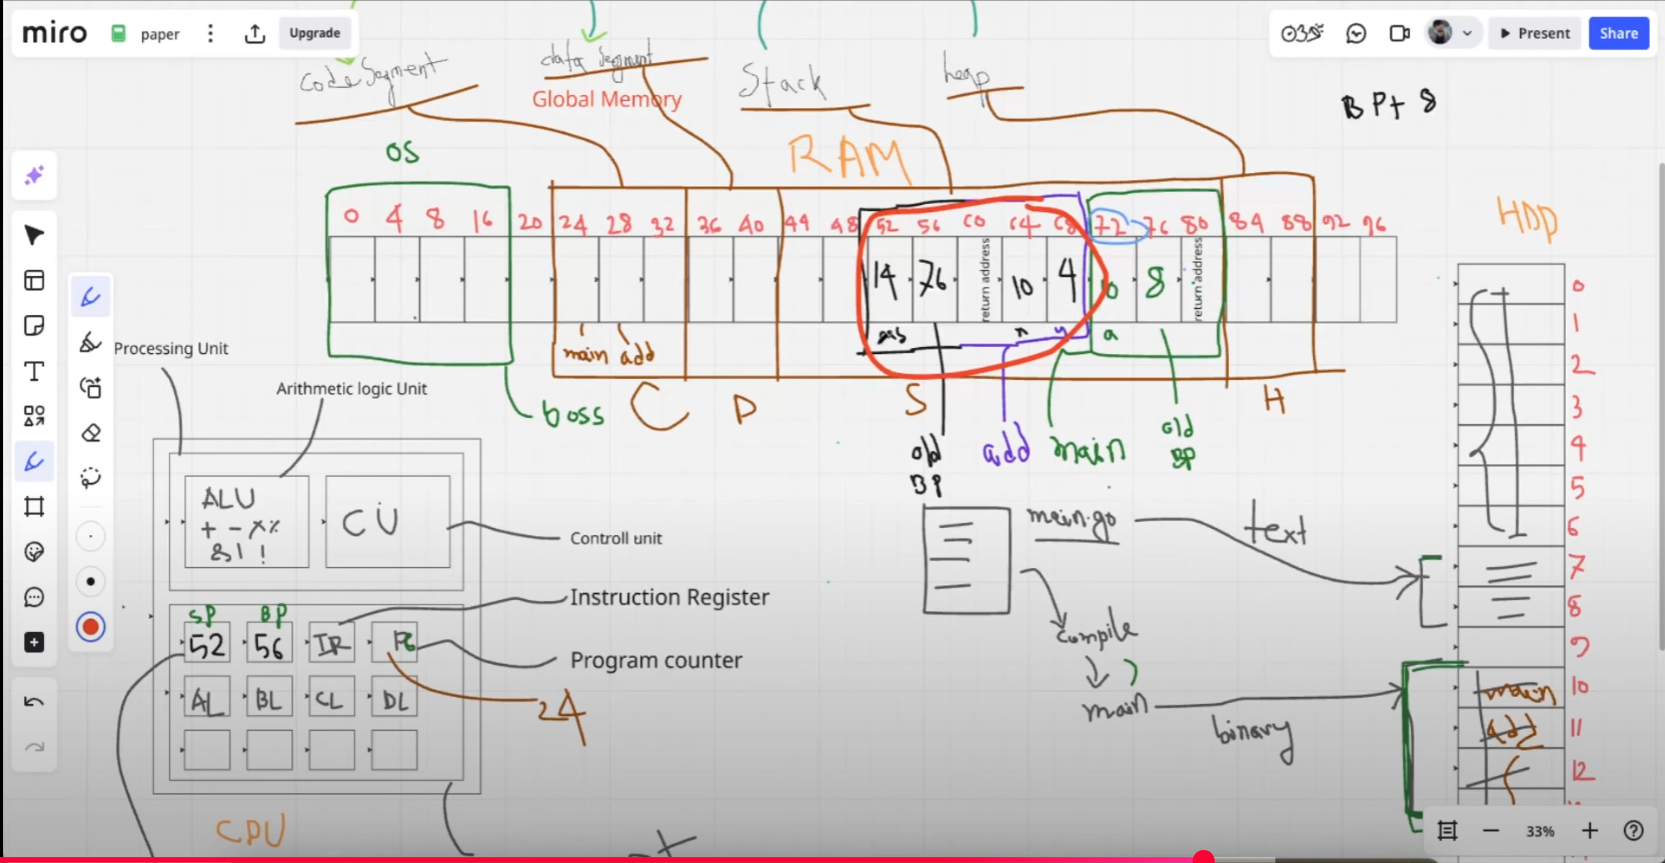 miro
paper
Upgrade
Present
Share
code Segment
data Segment
Global Memory
Stack
heap
BP+ 8
OS
RAM
HDD
0 4 8 16 20 24 28 32 36 40 44 48 52 56 60 64 68 72 76 80 84 88 92 96
14 76 return address 10 4 10 8 return address
x y a
main add
boss
C D S H
old BP
add
main
old BP
Processing Unit
Arithmetic logic Unit
ALU
+ - x %
& | !
CU
Controll unit
SP BP
52 56 IR PC
Instruction Register
Program counter
AL BL CL DL
24
CPU
main.go
text
compile
main
binary
0
1
2
3
4
5
6
7
8
9
main 10
add 11
12
33%